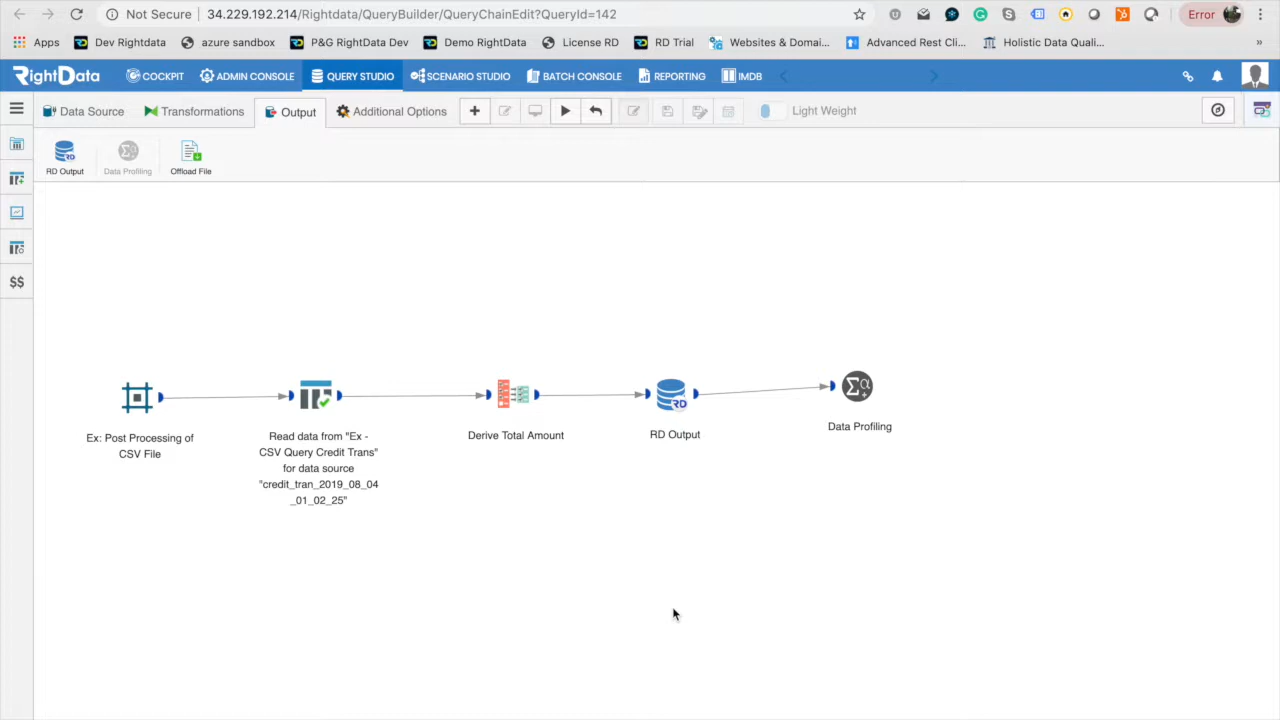 Not Secure | 34.229.192.214/Rightdata/QueryBuilder/QueryChainEdit?QueryId=142
Error
Apps
Dev Rightdata
azure sandbox
P&G RightData Dev
Demo RightData
License RD
RD Trial
Websites & Domai...
Advanced Rest Cli...
Holistic Data Quali...
»
RightData
COCKPIT
ADMIN CONSOLE
QUERY STUDIO
SCENARIO STUDIO
BATCH CONSOLE
REPORTING
IMDB
Data Source
Transformations
Output
Additional Options
Light Weight
RD Output
Data Profiling
Offload File
$$
Ex: Post Processing of
CSV File
Read data from "Ex -
CSV Query Credit Trans"
for data source
"credit_tran_2019_08_04
_01_02_25"
Derive Total Amount
RD
RD Output
Data Profiling